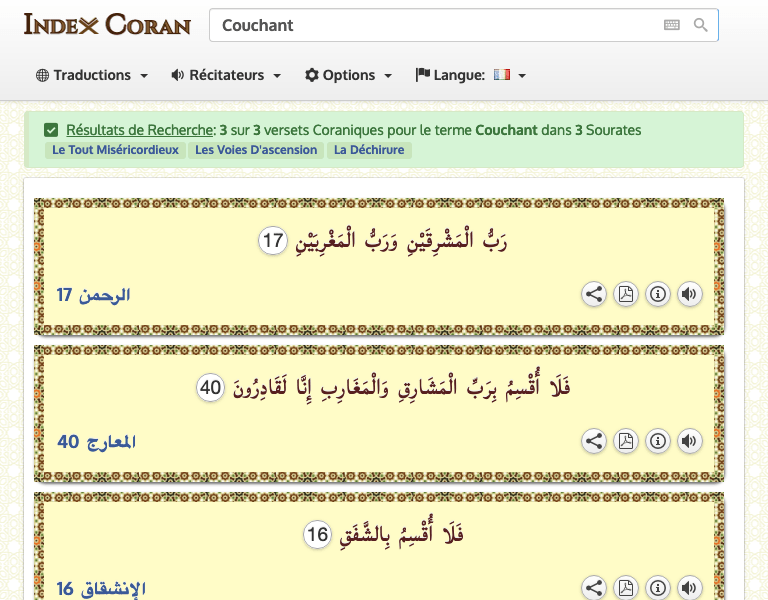 Index Coran
Couchant
Traductions Récitateurs Options Langue:
Résultats de Recherche: 3 sur 3 versets Coraniques pour le terme Couchant dans 3 Sourates
Le Tout Miséricordieux Les Voies D'ascension La Déchirure
رَبُّ الْمَشْرِقَيْنِ وَرَبُّ الْمَغْرِبَيْنِ 17
الرحمن 17
فَلَا أُقْسِمُ بِرَبِّ الْمَشَارِقِ وَالْمَغَارِبِ إِنَّا لَقَادِرُونَ 40
المعارج 40
فَلَا أُقْسِمُ بِالشَّفَقِ 16
الإنشقاق 16